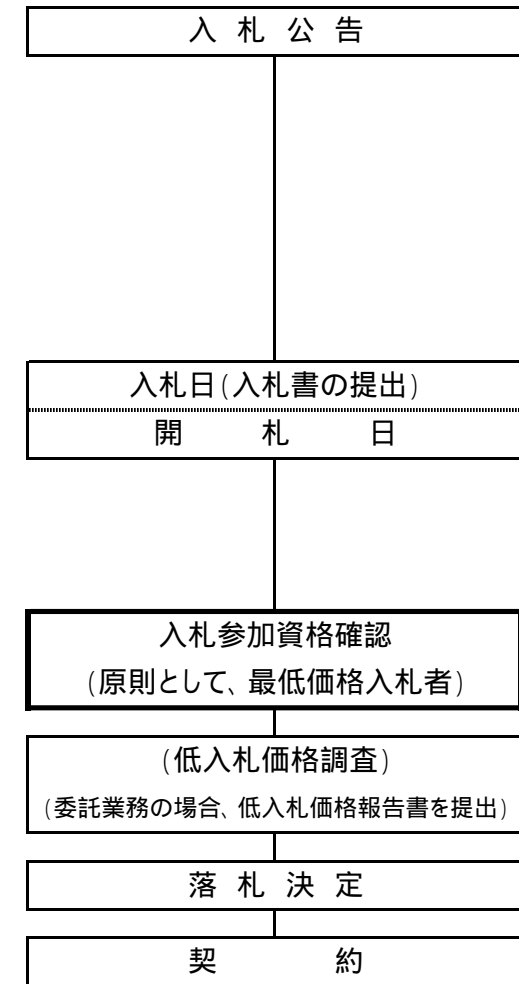 入 札 公 告
入札日(入札書の提出)
開 札 日
入札参加資格確認
(原則として、最低価格入札者)
(低入札価格調査)
(委託業務の場合、低入札価格報告書を提出)
落 札 決 定
契 約